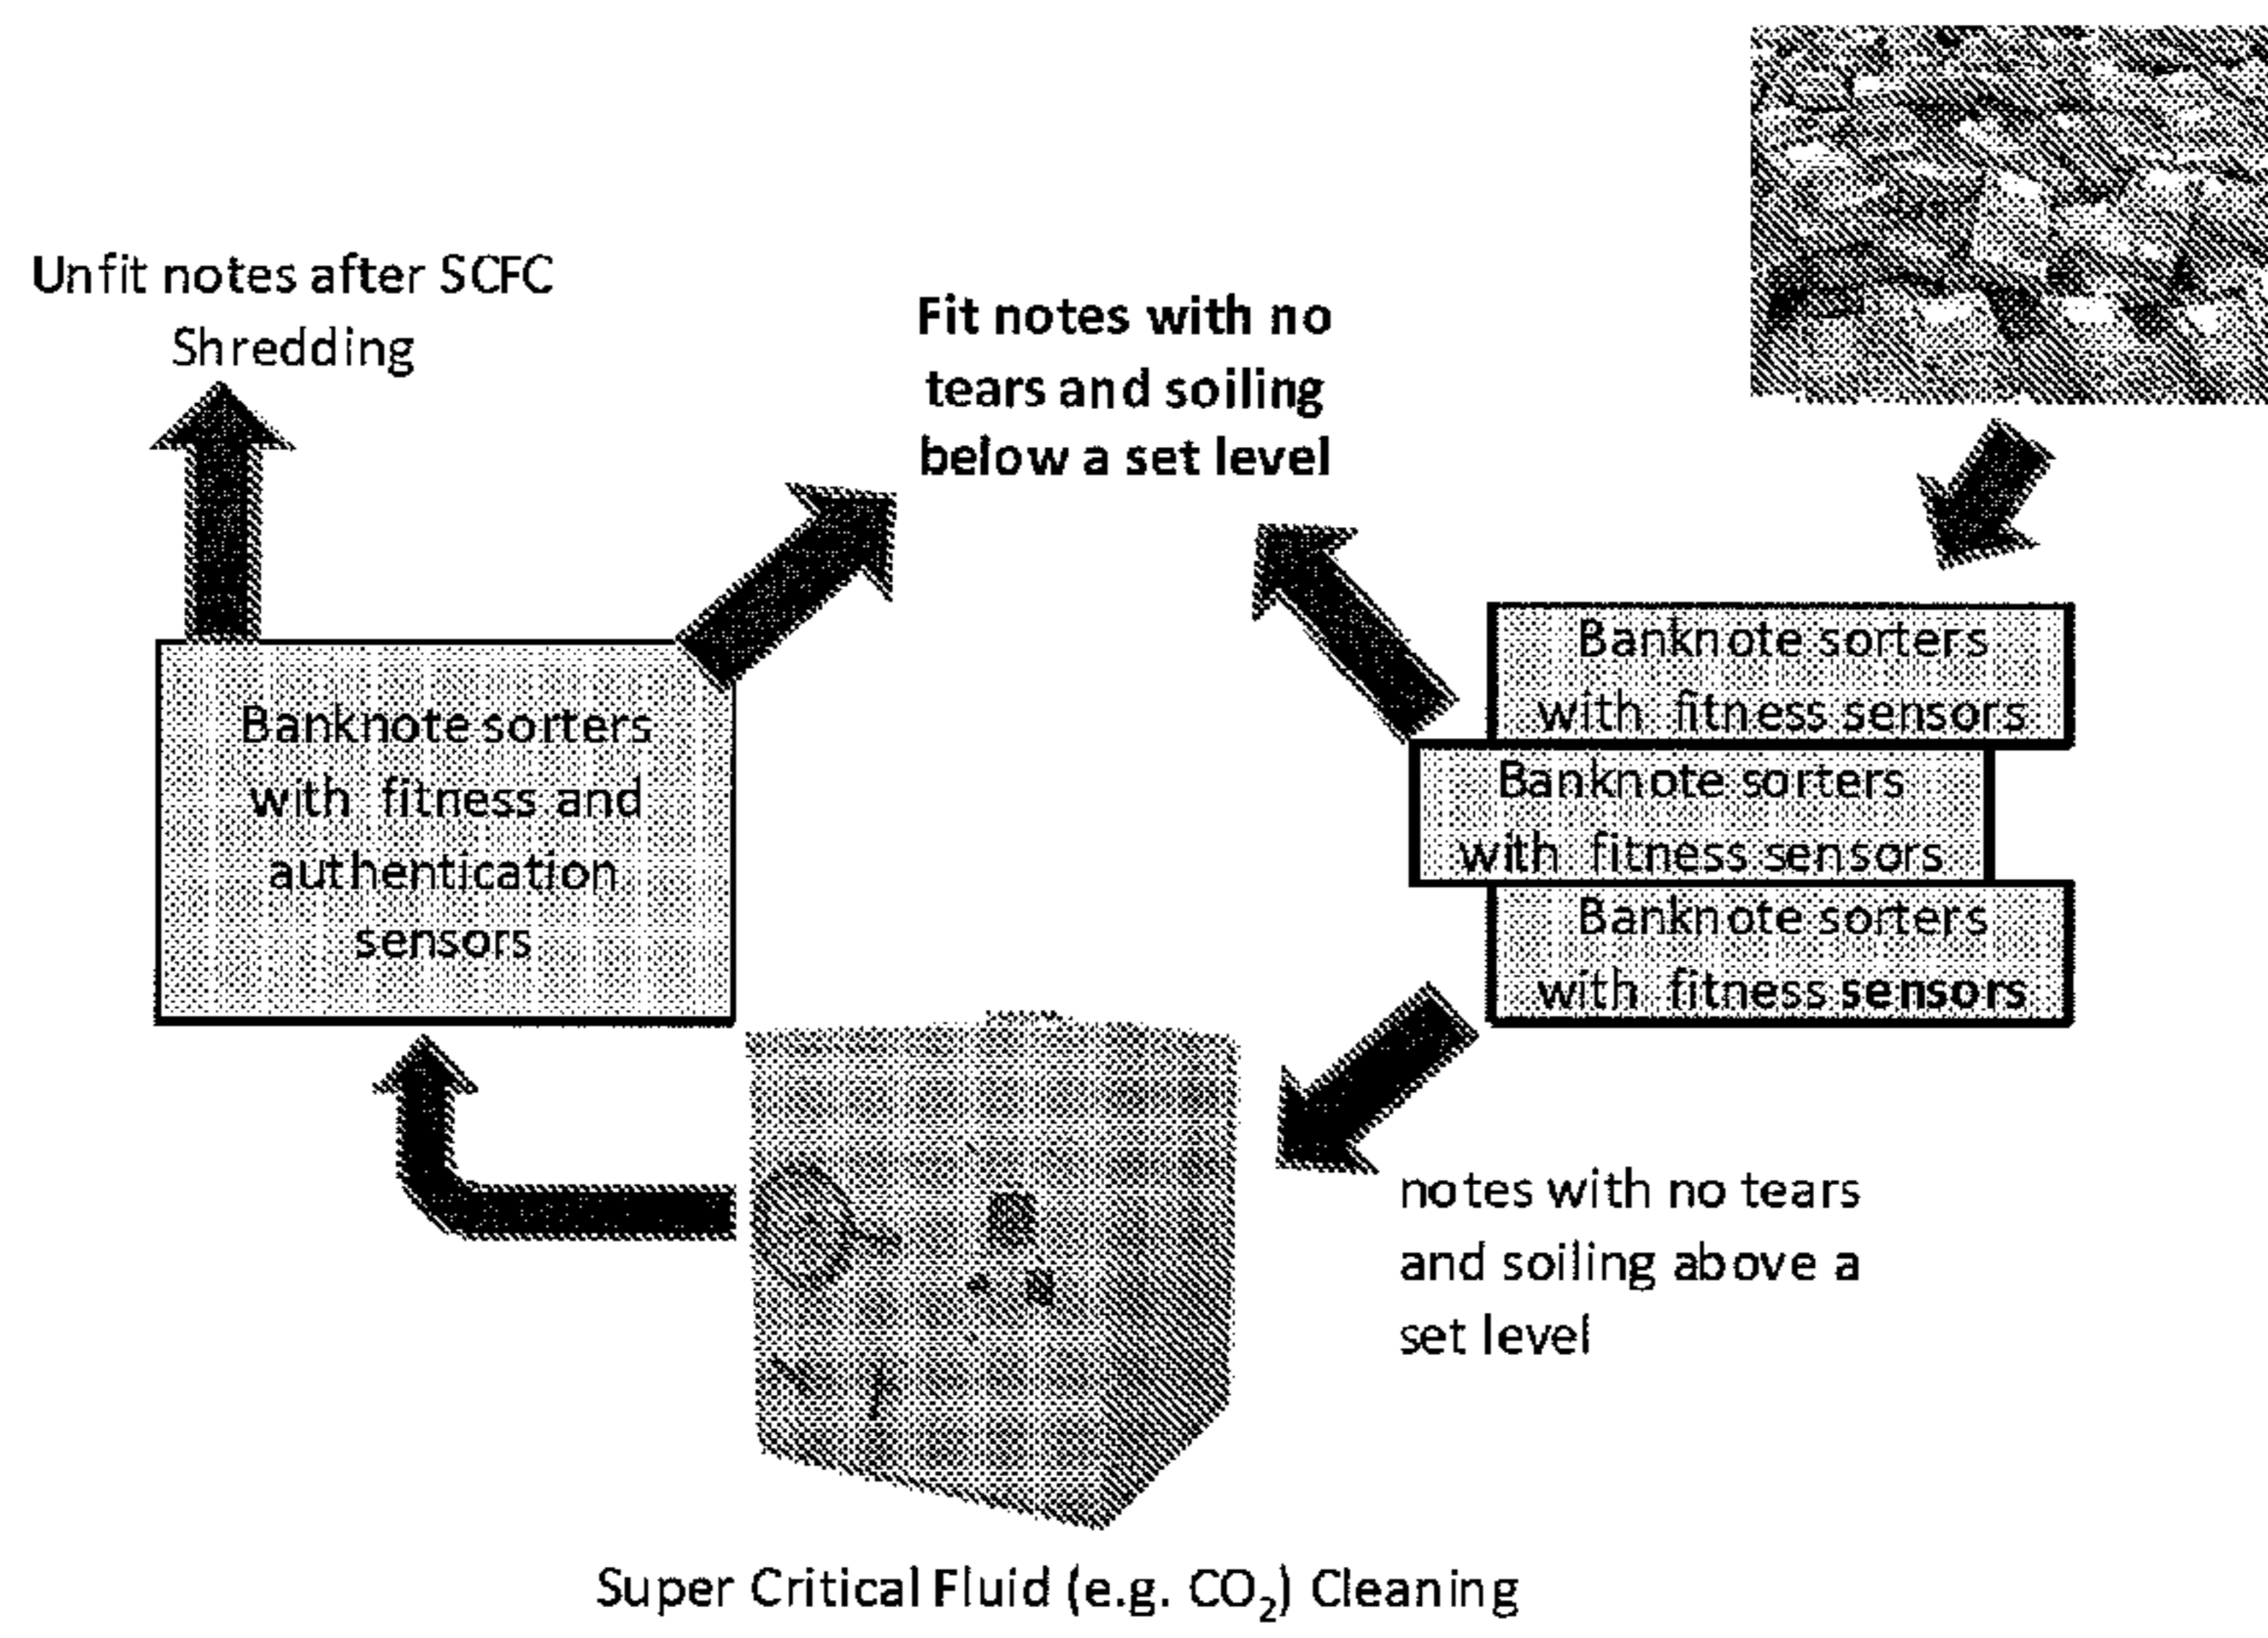 Unfit notes after SCFC
Shredding
Fit notes with no
tears and soiling
below a set level
Banknote sorters
with fitness sensors
Banknote sorters
with fitness sensors
Banknote sorters
with fitness sensors
Banknote sorters
with fitness and
authentication
sensors
notes with no tears
and soiling above a
set level
Super Critical Fluid (e.g. CO₂) Cleaning